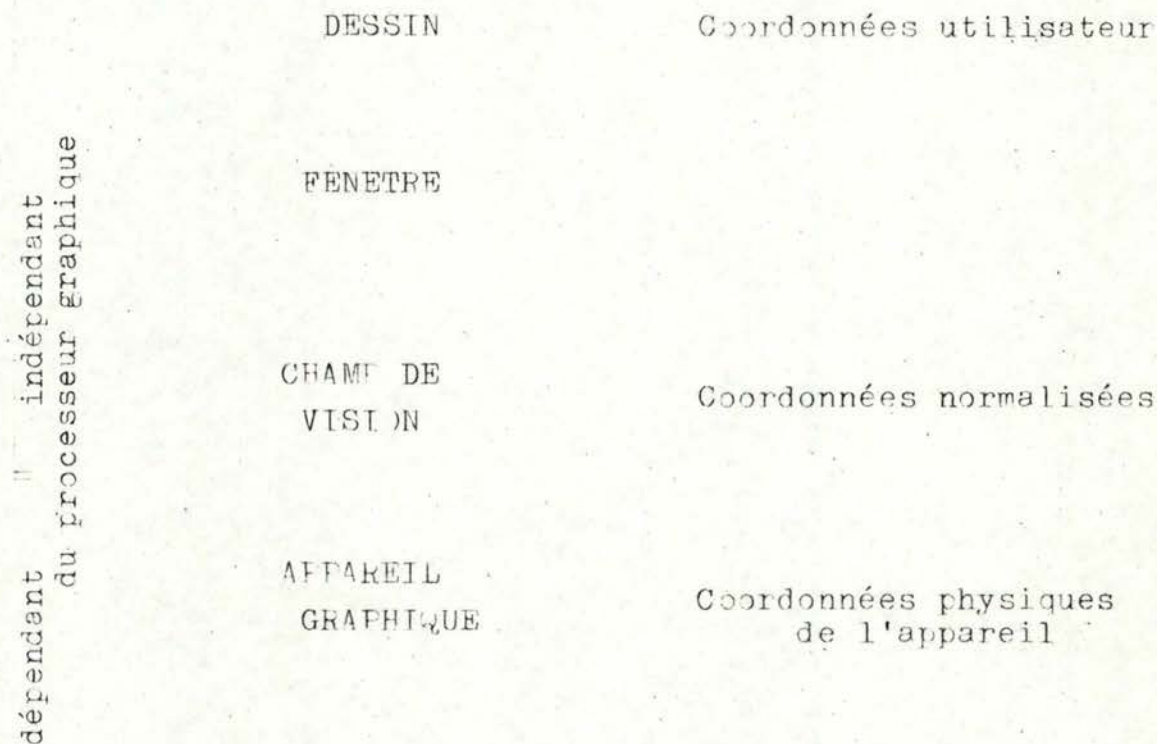 DESSIN
Coordonnées utilisateur
FENETRE
CHAMP DE
VISION
Coordonnées normalisées
APPAREIL
GRAPHIQUE
Coordonnées physiques
de l'appareil
indépendant
du processeur graphique
dépendant